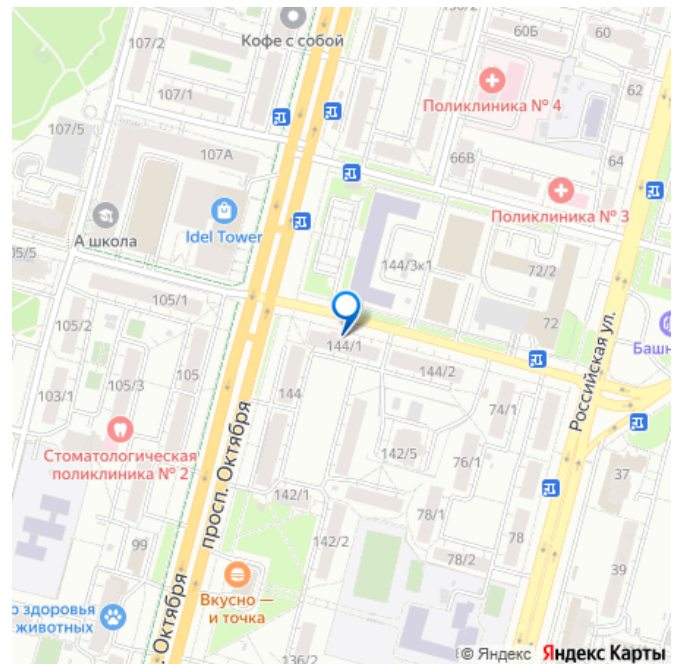 107/2
Кофе с собой
60Б
60
107/1
Поликлиника № 4
62
107/5
107А
66В
64
А школа
Idel Tower
Поликлиника № 3
05/5
144/3к1
72/2
105/1
105/2
72
Российская ул.
Башн
144/1
103/1
105/3
105
144
144/2
74/1
Стоматологическая
поликлиника № 2
просп. Октября
142/5
76/1
37
142/1
78/1
78
99
142/2
78/2
39
Вкусно —
и точка
о здоровья
животных
. Октября
136/2
© Яндекс Яндекс Карты